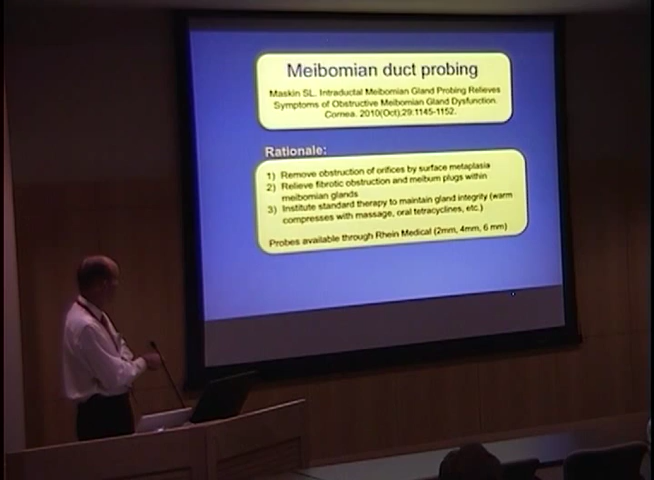 Meibomian duct probing
Maskin SL. Intraductal Meibomian Gland Probing Relieves
Symptoms of Obstructive Meibomian Gland Dysfunction.
Cornea. 2010(Oct);29:1145-1152.
Rationale:
1) Remove obstruction of orifices by surface metaplasia
2) Relieve fibrotic obstruction and meibum plugs within
meibomian glands
3) Institute standard therapy to maintain gland integrity (warm
compresses with massage, oral tetracyclines, etc.)
Probes available through Rhein Medical (2mm, 4mm, 6 mm)